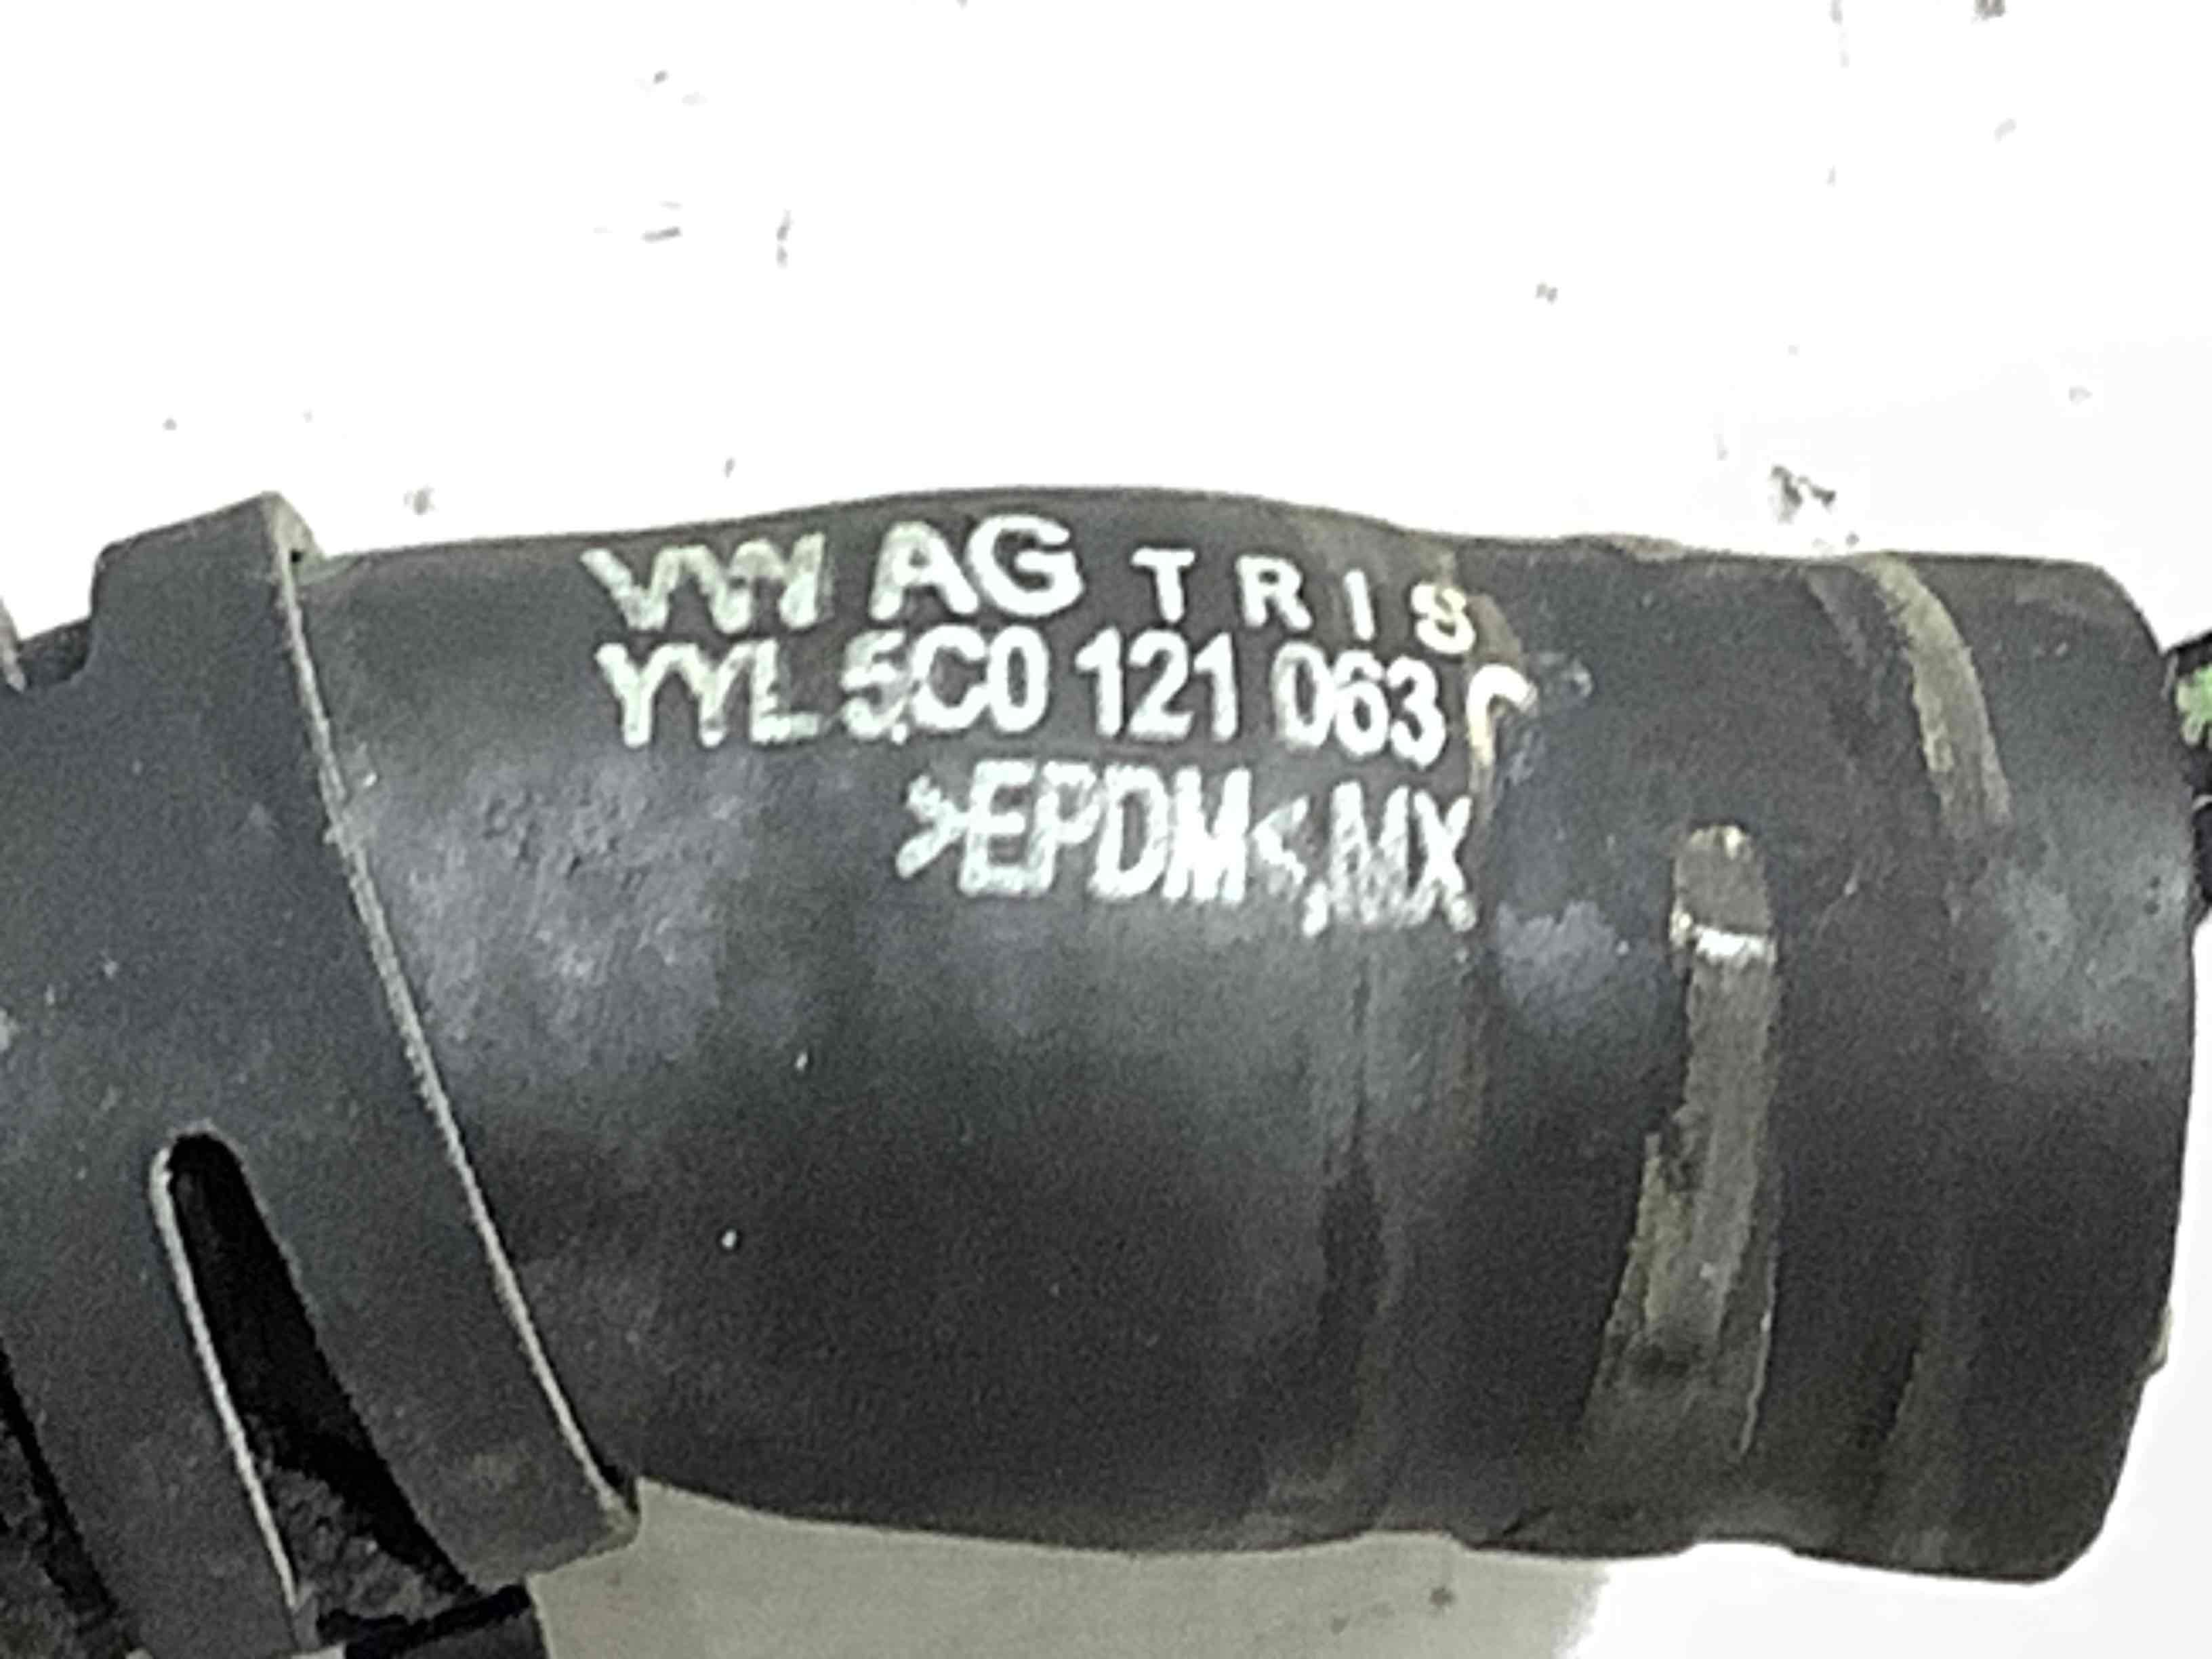 VW AG TRIS
YYL 5C0 121 063
>EPDM<,MX